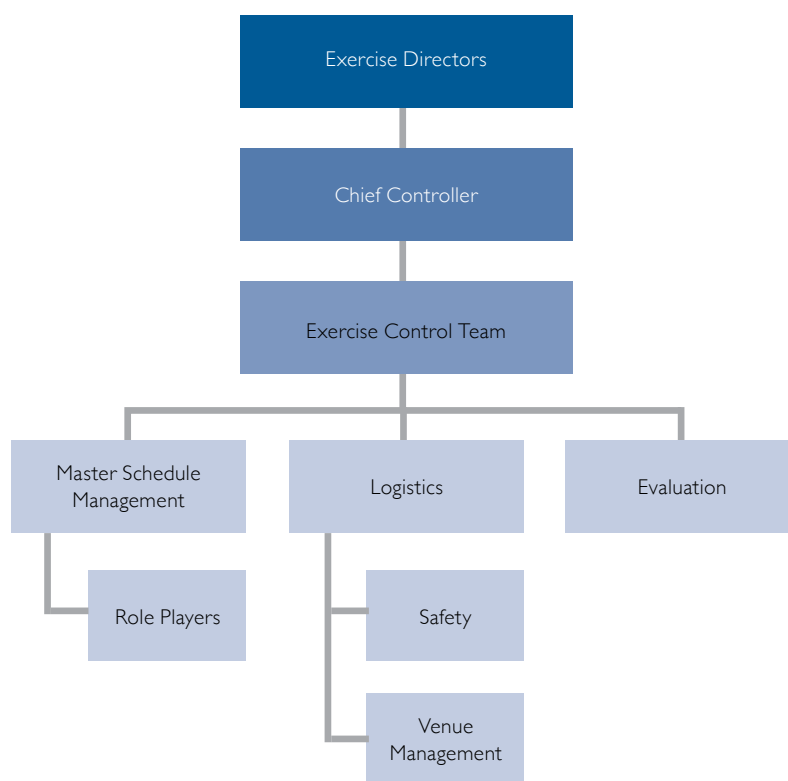 Exercise Directors
Chief Controller
Exercise Control Team
Master Schedule
Management
Logistics
Evaluation
Role Players
Safety
Venue
Management